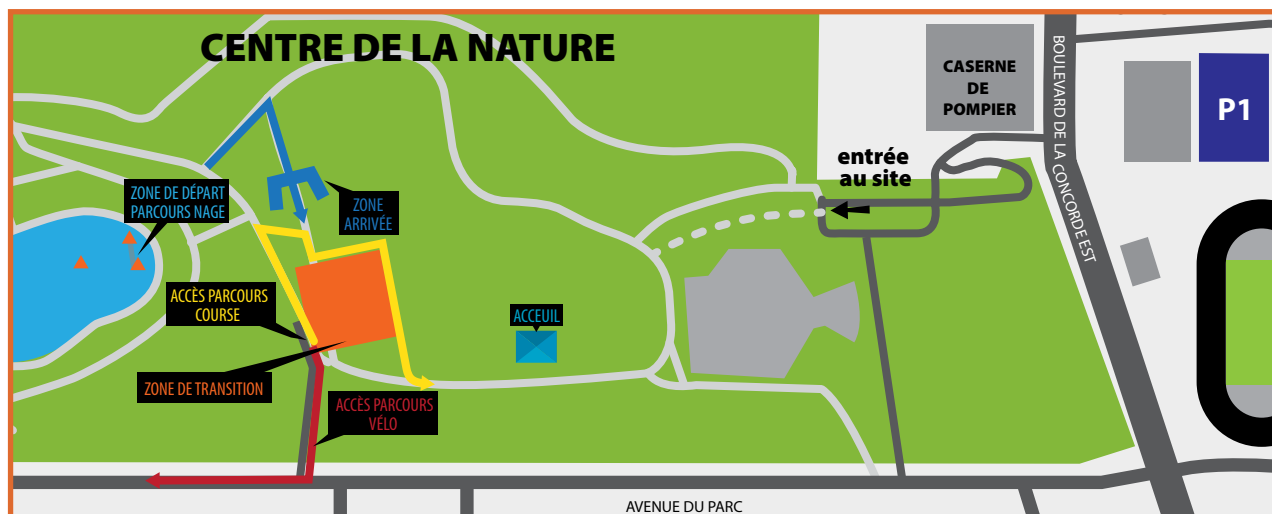 CENTRE DE LA NATURE
CASERNE
DE
POMPIER
BOULEVARD DE LA CONCORDE EST
P1
entrée
au site
ZONE DE DÉPART
PARCOURS NAGE
ZONE
ARRIVÉE
ACCÈS PARCOURS
COURSE
ACCEUIL
ZONE DE TRANSITION
ACCÈS PARCOURS
VÉLO
AVENUE DU PARC